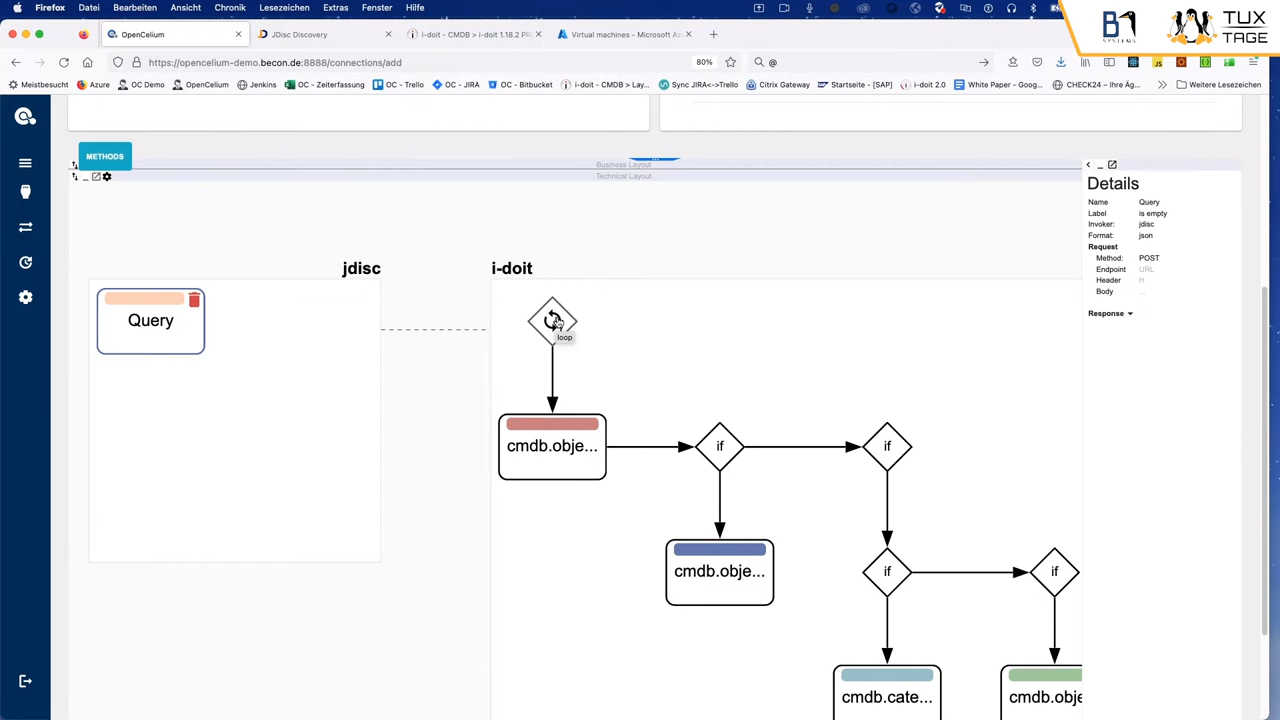 Firefox Ablage Bearbeiten Darstellung Chronik Lesezeichen Extras Fenster Hilfe
B1
SYSTEMS
TUX
TAGE
OpenCelium
JDisc Discovery
i-doit - CMDB > i-doit 1.18.2 PR
Virtual machines - Microsoft Az
https://opencelium-demo.becon.de:8888/connections/add
80%
@
Meistbesucht Azure OC Demo OpenCelium Jenkins OC - Zeiterfassung OC - Trello OC - JIRA OC - Bitbucket i-doit - CMDB > Lay... Sync JIRA<->Trello Citrix Gateway Startseite - [SAP] i-doit 2.0 White Paper - Goog... CHECK24 – Ihre Äg... Weitere Lesezeichen
METHODS
Business Layout
Technical Layout
Details
Name Query
Label is empty
Invoker: jdisc
Format: json
Request
Method: POST
Endpoint URL
Header H
Body ...
Response
jdisc
i-doit
Query
loop
cmdb.obje...
if
if
cmdb.obje...
if
if
cmdb.cate...
cmdb.obje